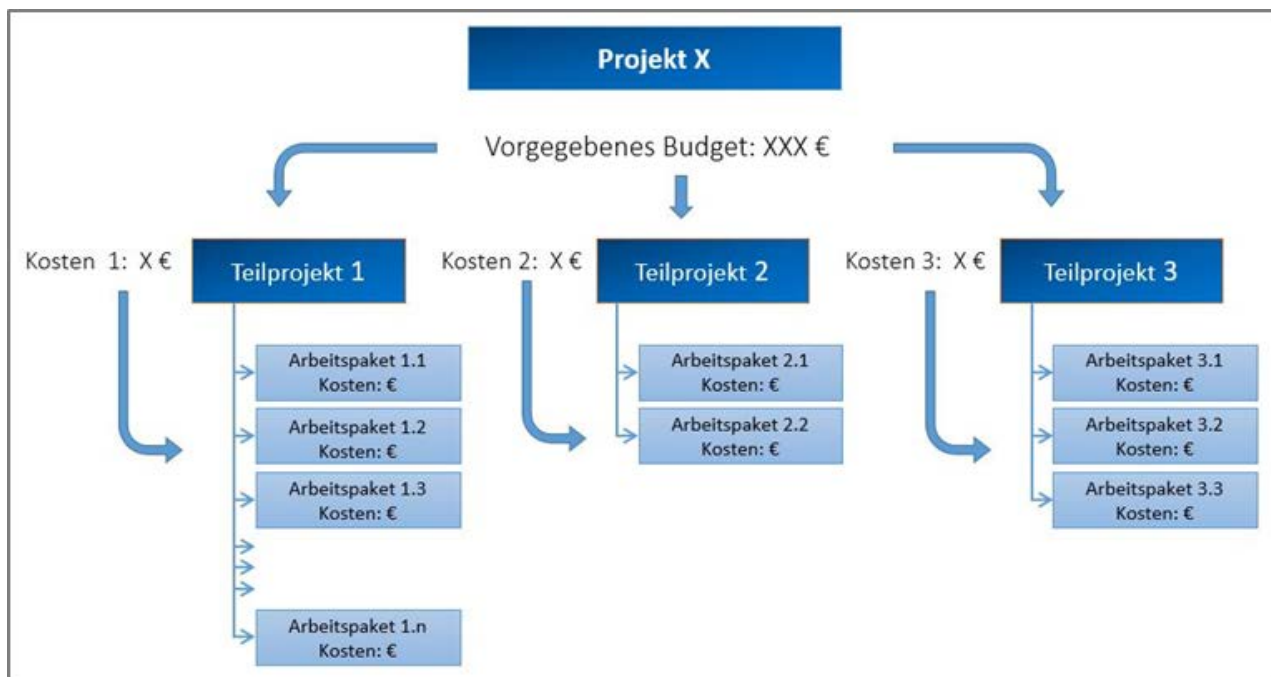 Projekt X
Vorgegebenes Budget: XXX €
Kosten 1: X €
Teilprojekt 1
Arbeitspaket 1.1
Kosten: €
Arbeitspaket 1.2
Kosten: €
Arbeitspaket 1.3
Kosten: €
Arbeitspaket 1.n
Kosten: €
Kosten 2: X €
Teilprojekt 2
Arbeitspaket 2.1
Kosten: €
Arbeitspaket 2.2
Kosten: €
Kosten 3: X €
Teilprojekt 3
Arbeitspaket 3.1
Kosten: €
Arbeitspaket 3.2
Kosten: €
Arbeitspaket 3.3
Kosten: €